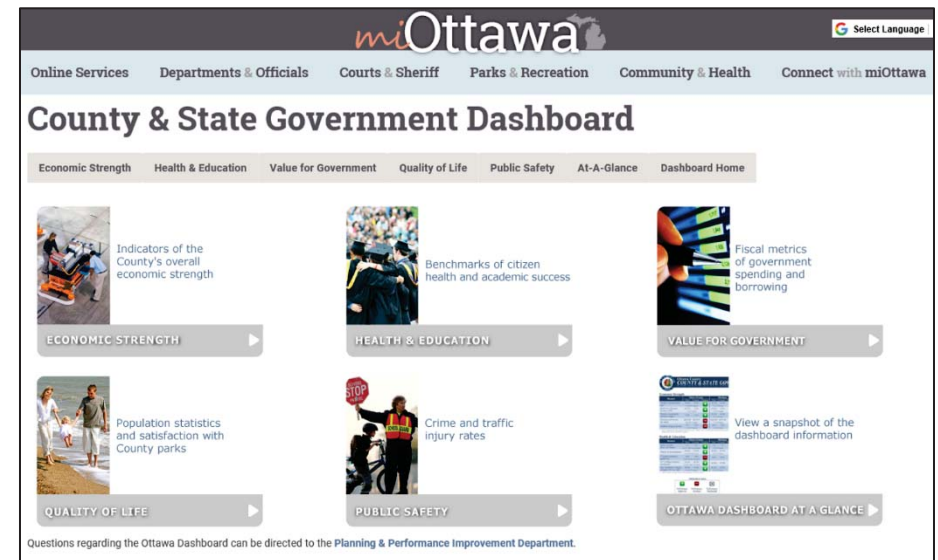 miOttawa
Select Language
Online Services Departments & Officials Courts & Sheriff Parks & Recreation Community & Health Connect with miOttawa
County & State Government Dashboard
Economic Strength Health & Education Value for Government Quality of Life Public Safety At-A-Glance Dashboard Home
Indicators of the
County's overall
economic strength
ECONOMIC STRENGTH
Benchmarks of citizen
health and academic success
HEALTH & EDUCATION
Fiscal metrics
of government
spending and
borrowing
VALUE FOR GOVERNMENT
Population statistics
and satisfaction with
County parks
QUALITY OF LIFE
STOP
Crime and traffic
injury rates
PUBLIC SAFETY
COUNTY & STATE
View a snapshot of the
dashboard information
OTTAWA DASHBOARD AT A GLANCE
Questions regarding the Ottawa Dashboard can be directed to the Planning & Performance Improvement Department.